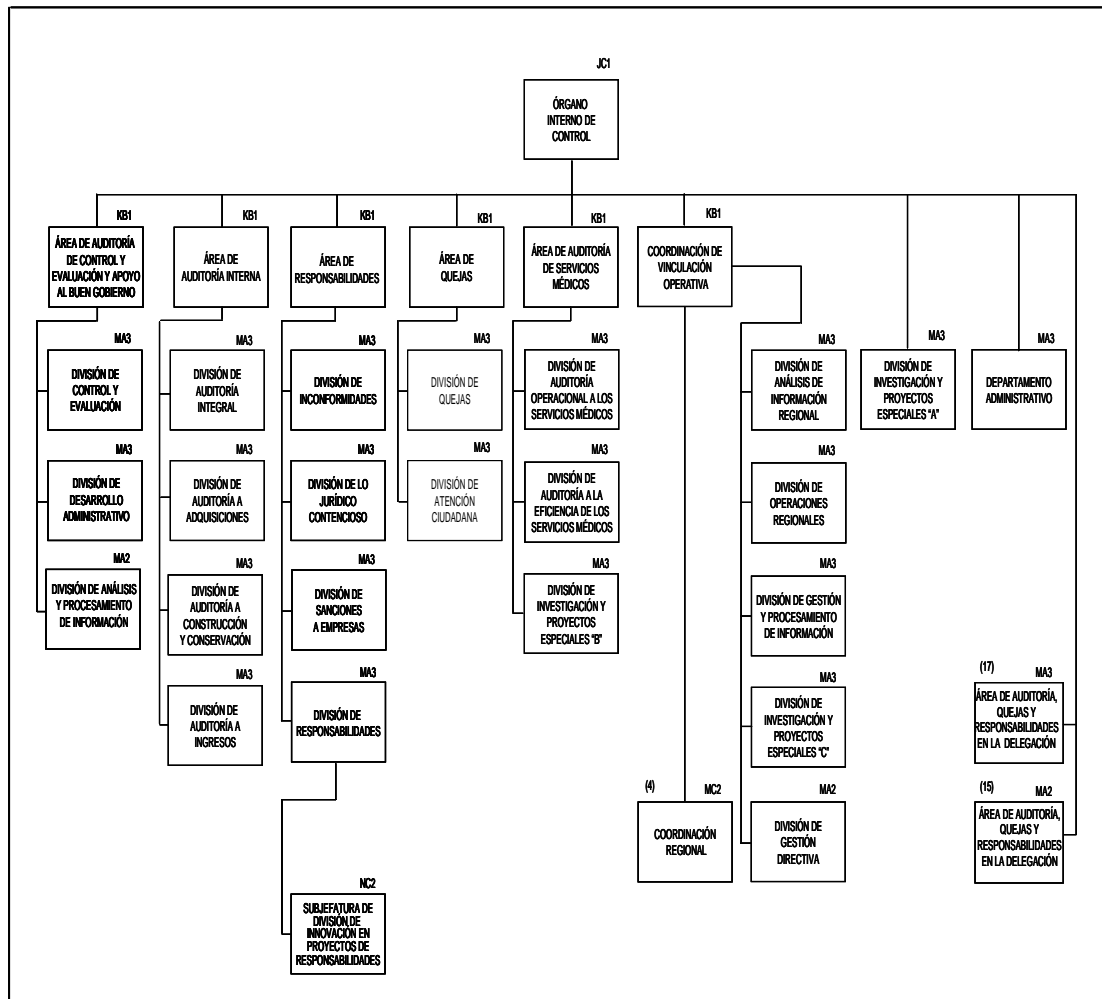 JC1
ÓRGANO
INTERNO DE
CONTROL
KB1
ÁREA DE AUDITORÍA
DE CONTROL Y
EVALUACIÓN Y APOYO
AL BUEN GOBIERNO
KB1
ÁREA DE
AUDITORÍA INTERNA
KB1
ÁREA DE
RESPONSABILIDADES
KB1
ÁREA DE
QUEJAS
KB1
ÁREA DE AUDITORÍA
DE SERVICIOS
MÉDICOS
KB1
COORDINACIÓN DE
VINCULACIÓN
OPERATIVA
MA3
DIVISIÓN DE
CONTROL Y
EVALUACIÓN
MA3
DIVISIÓN DE
AUDITORÍA
INTEGRAL
MA3
DIVISIÓN DE
INCONFORMIDADES
MA3
DIVISIÓN DE
QUEJAS
MA3
DIVISIÓN DE
AUDITORÍA
OPERACIONAL A LOS
SERVICIOS MÉDICOS
MA3
DIVISIÓN DE
ANÁLISIS DE
INFORMACIÓN
REGIONAL
MA3
DIVISIÓN DE
INVESTIGACIÓN Y
PROYECTOS
ESPECIALES "A"
MA3
DEPARTAMENTO
ADMINISTRATIVO
MA3
DIVISIÓN DE
DESARROLLO
ADMINISTRATIVO
MA3
DIVISIÓN DE
AUDITORÍA A
ADQUISICIONES
MA3
DIVISIÓN DE LO
JURÍDICO
CONTENCIOSO
MA3
DIVISIÓN DE
ATENCIÓN
CIUDADANA
MA3
DIVISIÓN DE
AUDITORÍA A LA
EFICIENCIA DE LOS
SERVICIOS MÉDICOS
MA3
DIVISIÓN DE
OPERACIONES
REGIONALES
MA2
DIVISIÓN DE ANÁLISIS
Y PROCESAMIENTO
DE INFORMACIÓN
MA3
DIVISIÓN DE
AUDITORÍA A
CONSTRUCCIÓN
Y CONSERVACIÓN
MA3
DIVISIÓN DE
SANCIONES
A EMPRESAS
MA3
DIVISIÓN DE
INVESTIGACIÓN Y
PROYECTOS
ESPECIALES "B"
MA3
DIVISIÓN DE GESTIÓN
Y PROCESAMIENTO
DE INFORMACIÓN
MA3
DIVISIÓN DE
AUDITORÍA A
INGRESOS
MA3
DIVISIÓN DE
RESPONSABILIDADES
MA3
DIVISIÓN DE
INVESTIGACIÓN Y
PROYECTOS
ESPECIALES "C"
(17) MA3
ÁREA DE AUDITORÍA,
QUEJAS Y
RESPONSABILIDADES
EN LA DELEGACIÓN
(4) MC2
COORDINACIÓN
REGIONAL
MA2
DIVISIÓN DE
GESTIÓN
DIRECTIVA
(15) MA2
ÁREA DE AUDITORÍA,
QUEJAS Y
RESPONSABILIDADES
EN LA DELEGACIÓN
NC2
SUBJEFATURA DE
DIVISIÓN DE
INNOVACIÓN EN
PROYECTOS DE
RESPONSABILIDADES